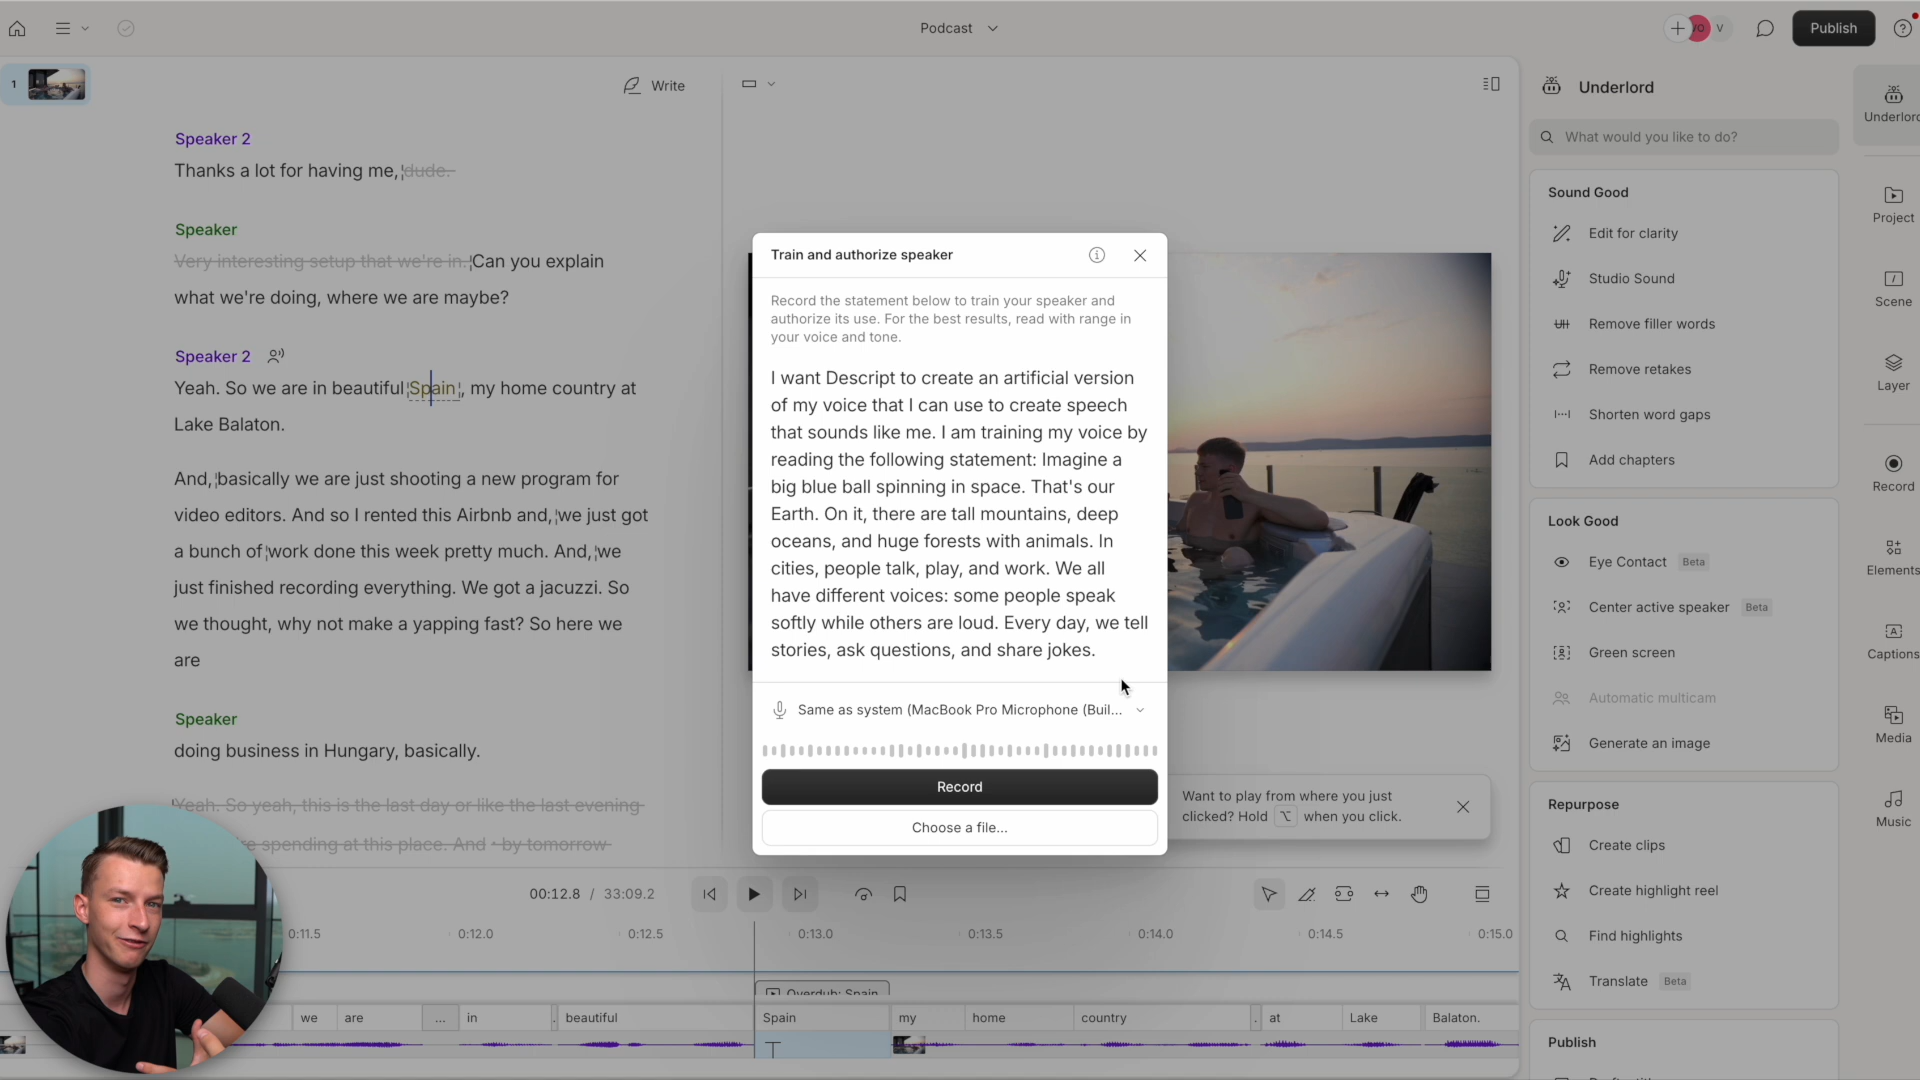 Podcast
V
Publish
1
Write
Underlord
Underlord
What would you like to do?
Speaker 2
Thanks a lot for having me, dude.
Speaker
Very interesting setup that we're in. Can you explain
what we're doing, where we are maybe?
Speaker 2
Yeah. So we are in beautiful Spain, my home country at
Lake Balaton.
And, basically we are just shooting a new program for
video editors. And so I rented this Airbnb and, we just got
a bunch of work done this week pretty much. And, we
just finished recording everything. We got a jacuzzi. So
we thought, why not make a yapping fast? So here we
are
Speaker
doing business in Hungary, basically.
Yeah. So yeah, this is the last day or like the last evening
spending at this place. And - by tomorrow
Train and authorize speaker
Record the statement below to train your speaker and
authorize its use. For the best results, read with range in
your voice and tone.
I want Descript to create an artificial version
of my voice that I can use to create speech
that sounds like me. I am training my voice by
reading the following statement: Imagine a
big blue ball spinning in space. That's our
Earth. On it, there are tall mountains, deep
oceans, and huge forests with animals. In
cities, people talk, play, and work. We all
have different voices: some people speak
softly while others are loud. Every day, we tell
stories, ask questions, and share jokes.
Same as system (MacBook Pro Microphone (Buil...
Record
Choose a file...
Want to play from where you just
clicked? Hold ⌥ when you click.
Sound Good
Edit for clarity
Studio Sound
Remove filler words
Remove retakes
Shorten word gaps
Add chapters
Look Good
Eye Contact Beta
Center active speaker Beta
Green screen
Automatic multicam
Generate an image
Repurpose
Create clips
Create highlight reel
Find highlights
Translate Beta
Publish
Project
Scene
Layer
Record
Elements
Captions
Media
Music
00:12.8 / 33:09.2
0:11.5 0:12.0 0:12.5 0:13.0 0:13.5 0:14.0 0:14.5 0:15.0
Overdub: Spain
we are ... in . beautiful Spain my home country . at Lake Balaton.